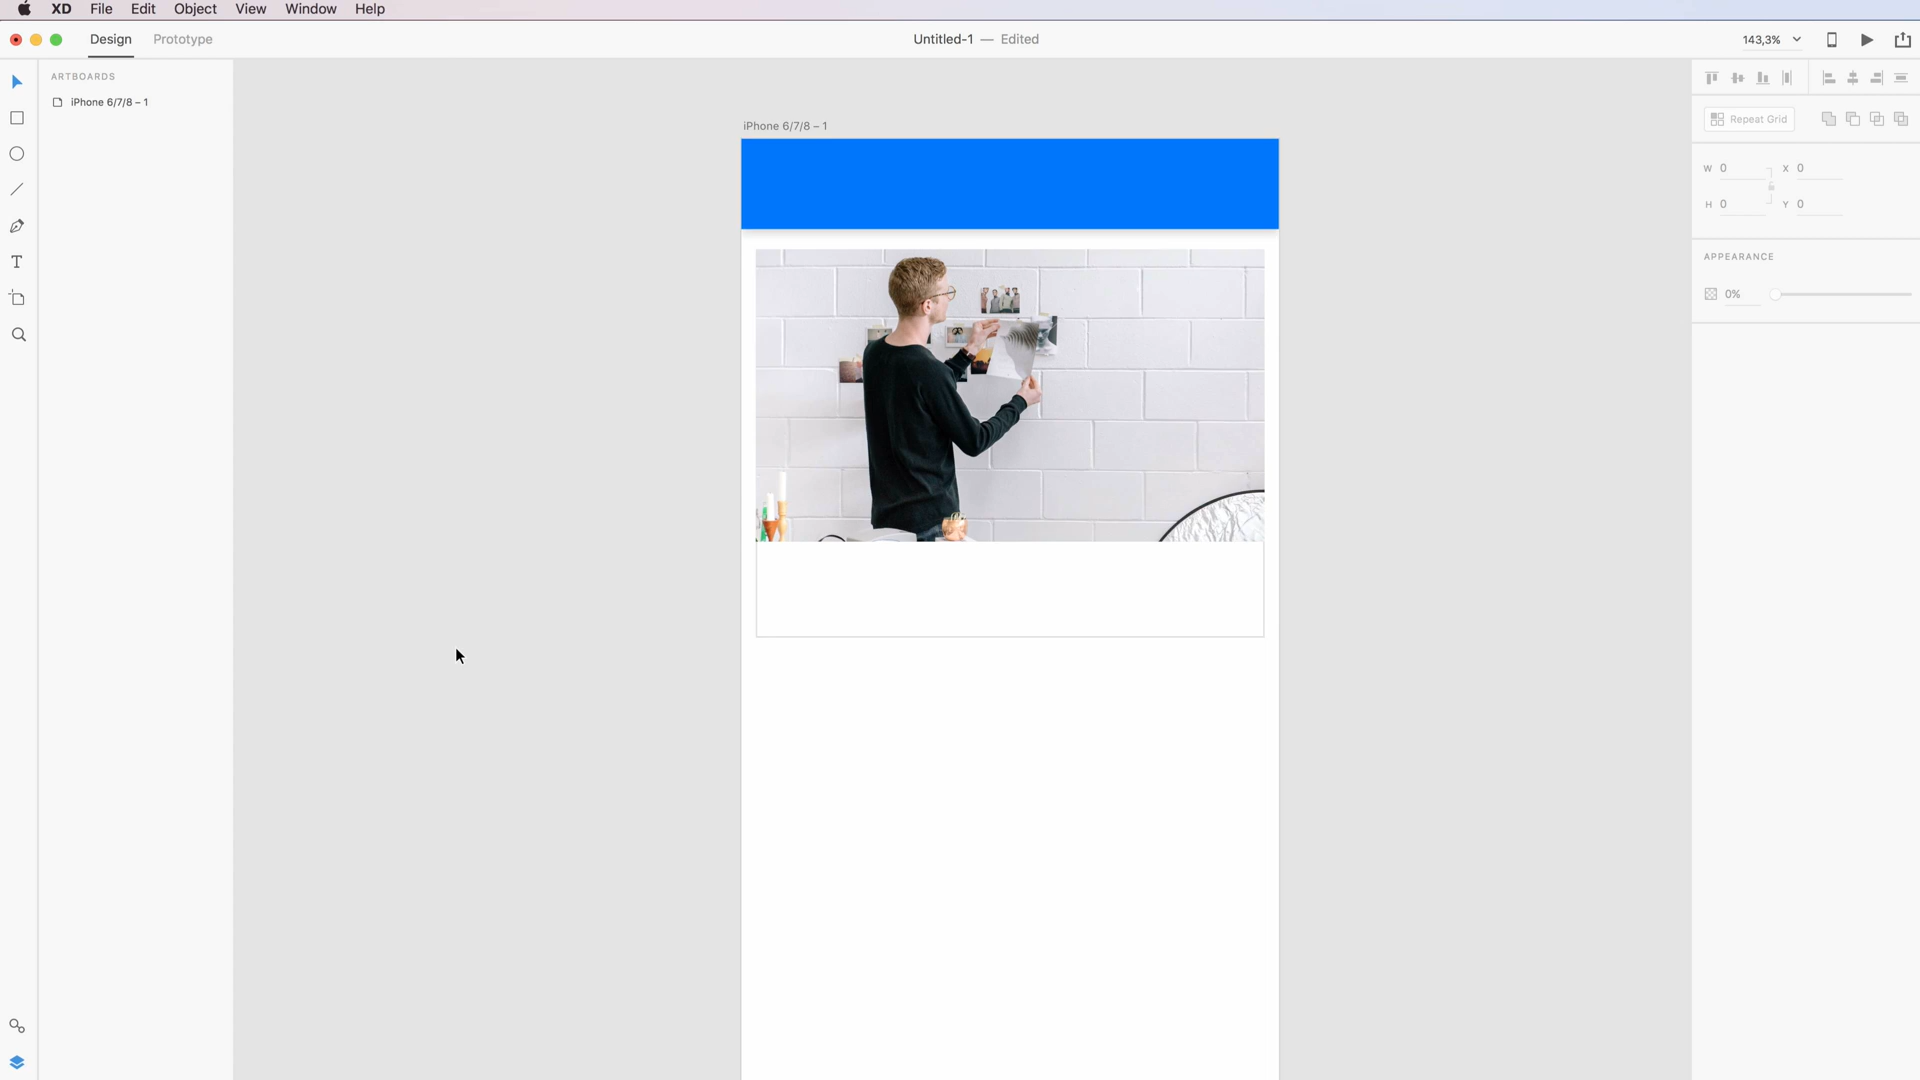 XD File Edit Object View Window Help
Design Prototype
Untitled-1 — Edited
143,3%
ARTBOARDS
iPhone 6/7/8 – 1
iPhone 6/7/8 – 1
Repeat Grid
W 0 X 0
H 0 Y 0
APPEARANCE
0%